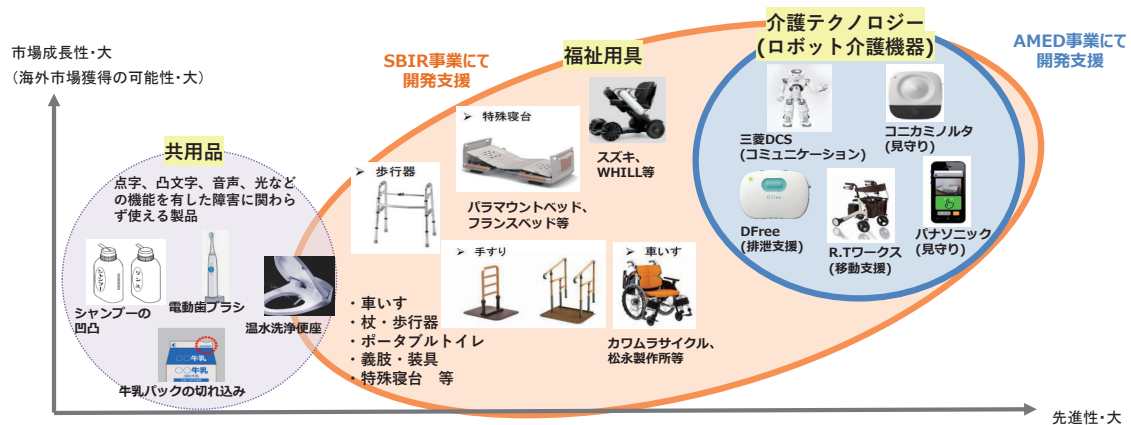 市場成長性・大
（海外市場獲得の可能性・大）
SBIR事業にて
開発支援
福祉用具
介護テクノロジー
(ロボット介護機器)
AMED事業にて
開発支援
共用品
点字、凸文字、音声、光など
の機能を有した障害に関わら
ず使える製品
シャンプー
リンス
シャンプーの
凹凸
電動歯ブラシ
温水洗浄便座
○○牛乳
○○牛乳
牛乳パックの切れ込み
➢ 歩行器
➢ 特殊寝台
パラマウントベッド、
フランスベッド等
スズキ、
WHILL等
➢ 手すり
➢ 車いす
カワムラサイクル、
松永製作所等
・車いす
・杖・歩行器
・ポータブルトイレ
・義肢・装具
・特殊寝台　等
三菱DCS
(コミュニケーション)
コニカミノルタ
(見守り)
DFree
DFree
(排泄支援)
R.Tワークス
(移動支援)
パナソニック
(見守り)
先進性・大